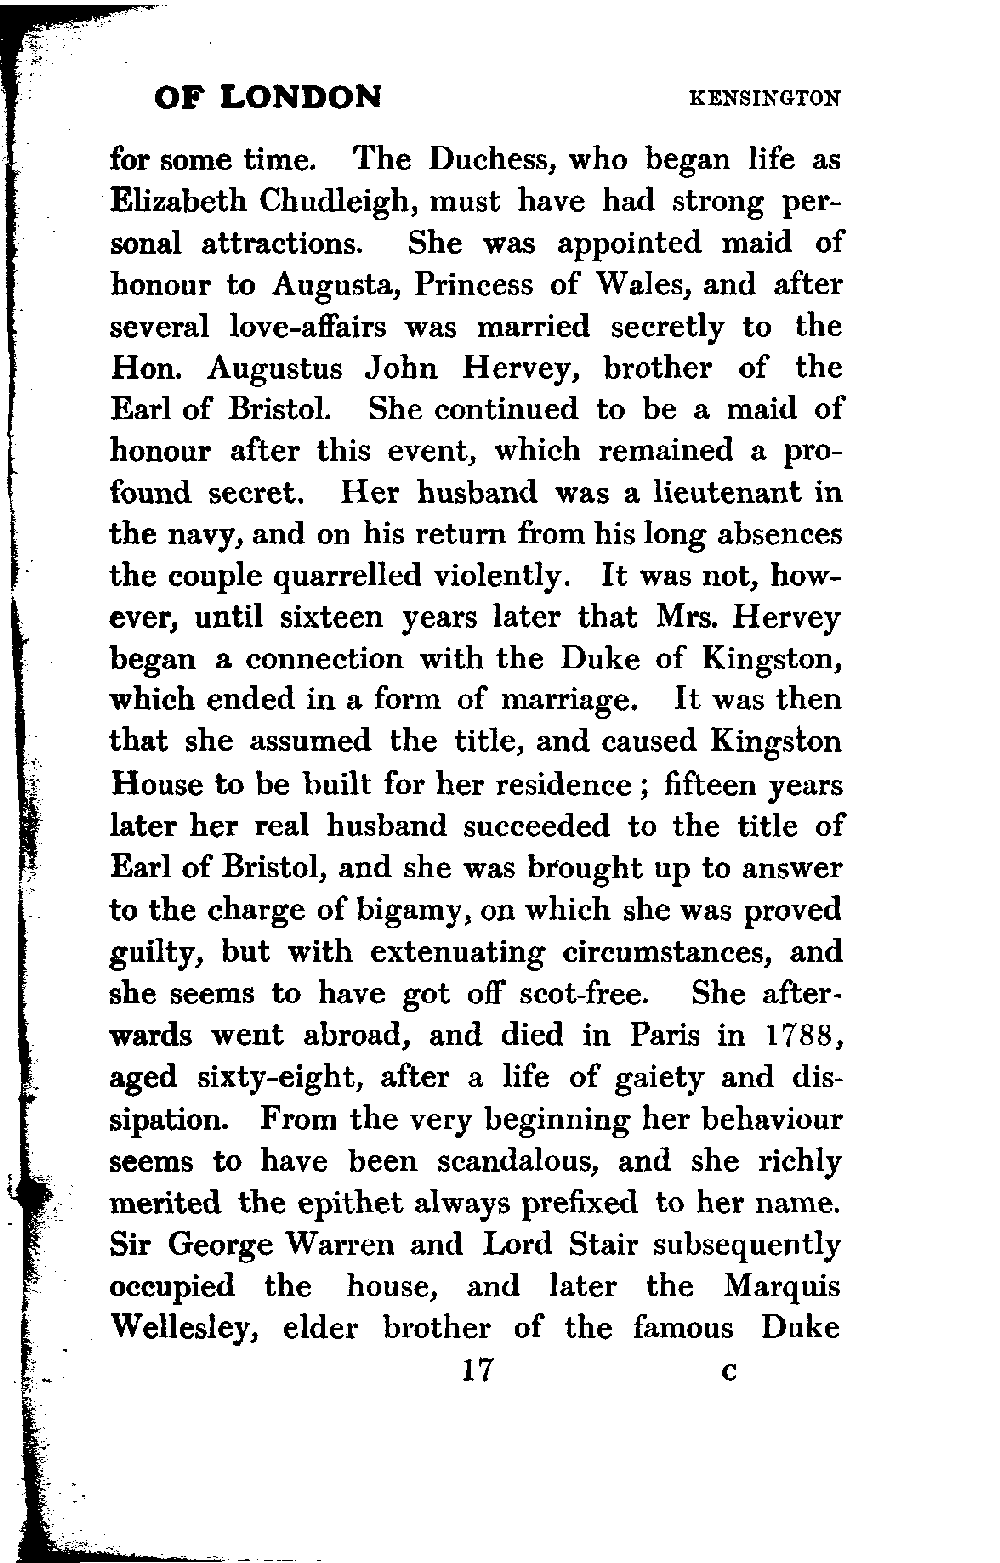 OF LONDON KENSINGTON
for some time. The Duchess, who began life as
Elizabeth Chudleigh, must have had strong per-
sonal attractions. She was appointed maid of
honour to Augusta, Princess of Wales, and after
several love-affairs was married secretly to the
Hon. Augustus John Hervey, brother of the
Earl of Bristol. She continued to be a maid of
honour after this event, which remained a pro-
found secret. Her husband was a lieutenant in
the navy, and on his return from his long absences
the couple quarrelled violently. It was not, how-
ever, until sixteen years later that Mrs. Hervey
began a connection with the Duke of Kingston,
which ended in a form of marriage. It was then
that she assumed the title, and caused Kingston
House to be built for her residence ; fifteen years
later her real husband succeeded to the title of
Earl of Bristol, and she was brought up to answer
to the charge of bigamy, on which she was proved
guilty, but with extenuating circumstances, and
she seems to have got off scot-free. She after-
wards went abroad, and died in Paris in 1788,
aged sixty-eight, after a life of gaiety and dis-
sipation. From the very beginning her behaviour
seems to have been scandalous, and she richly
merited the epithet always prefixed to her name.
Sir George Warren and Lord Stair subsequently
occupied the house, and later the Marquis
Wellesley, elder brother of the famous Duke
17 C